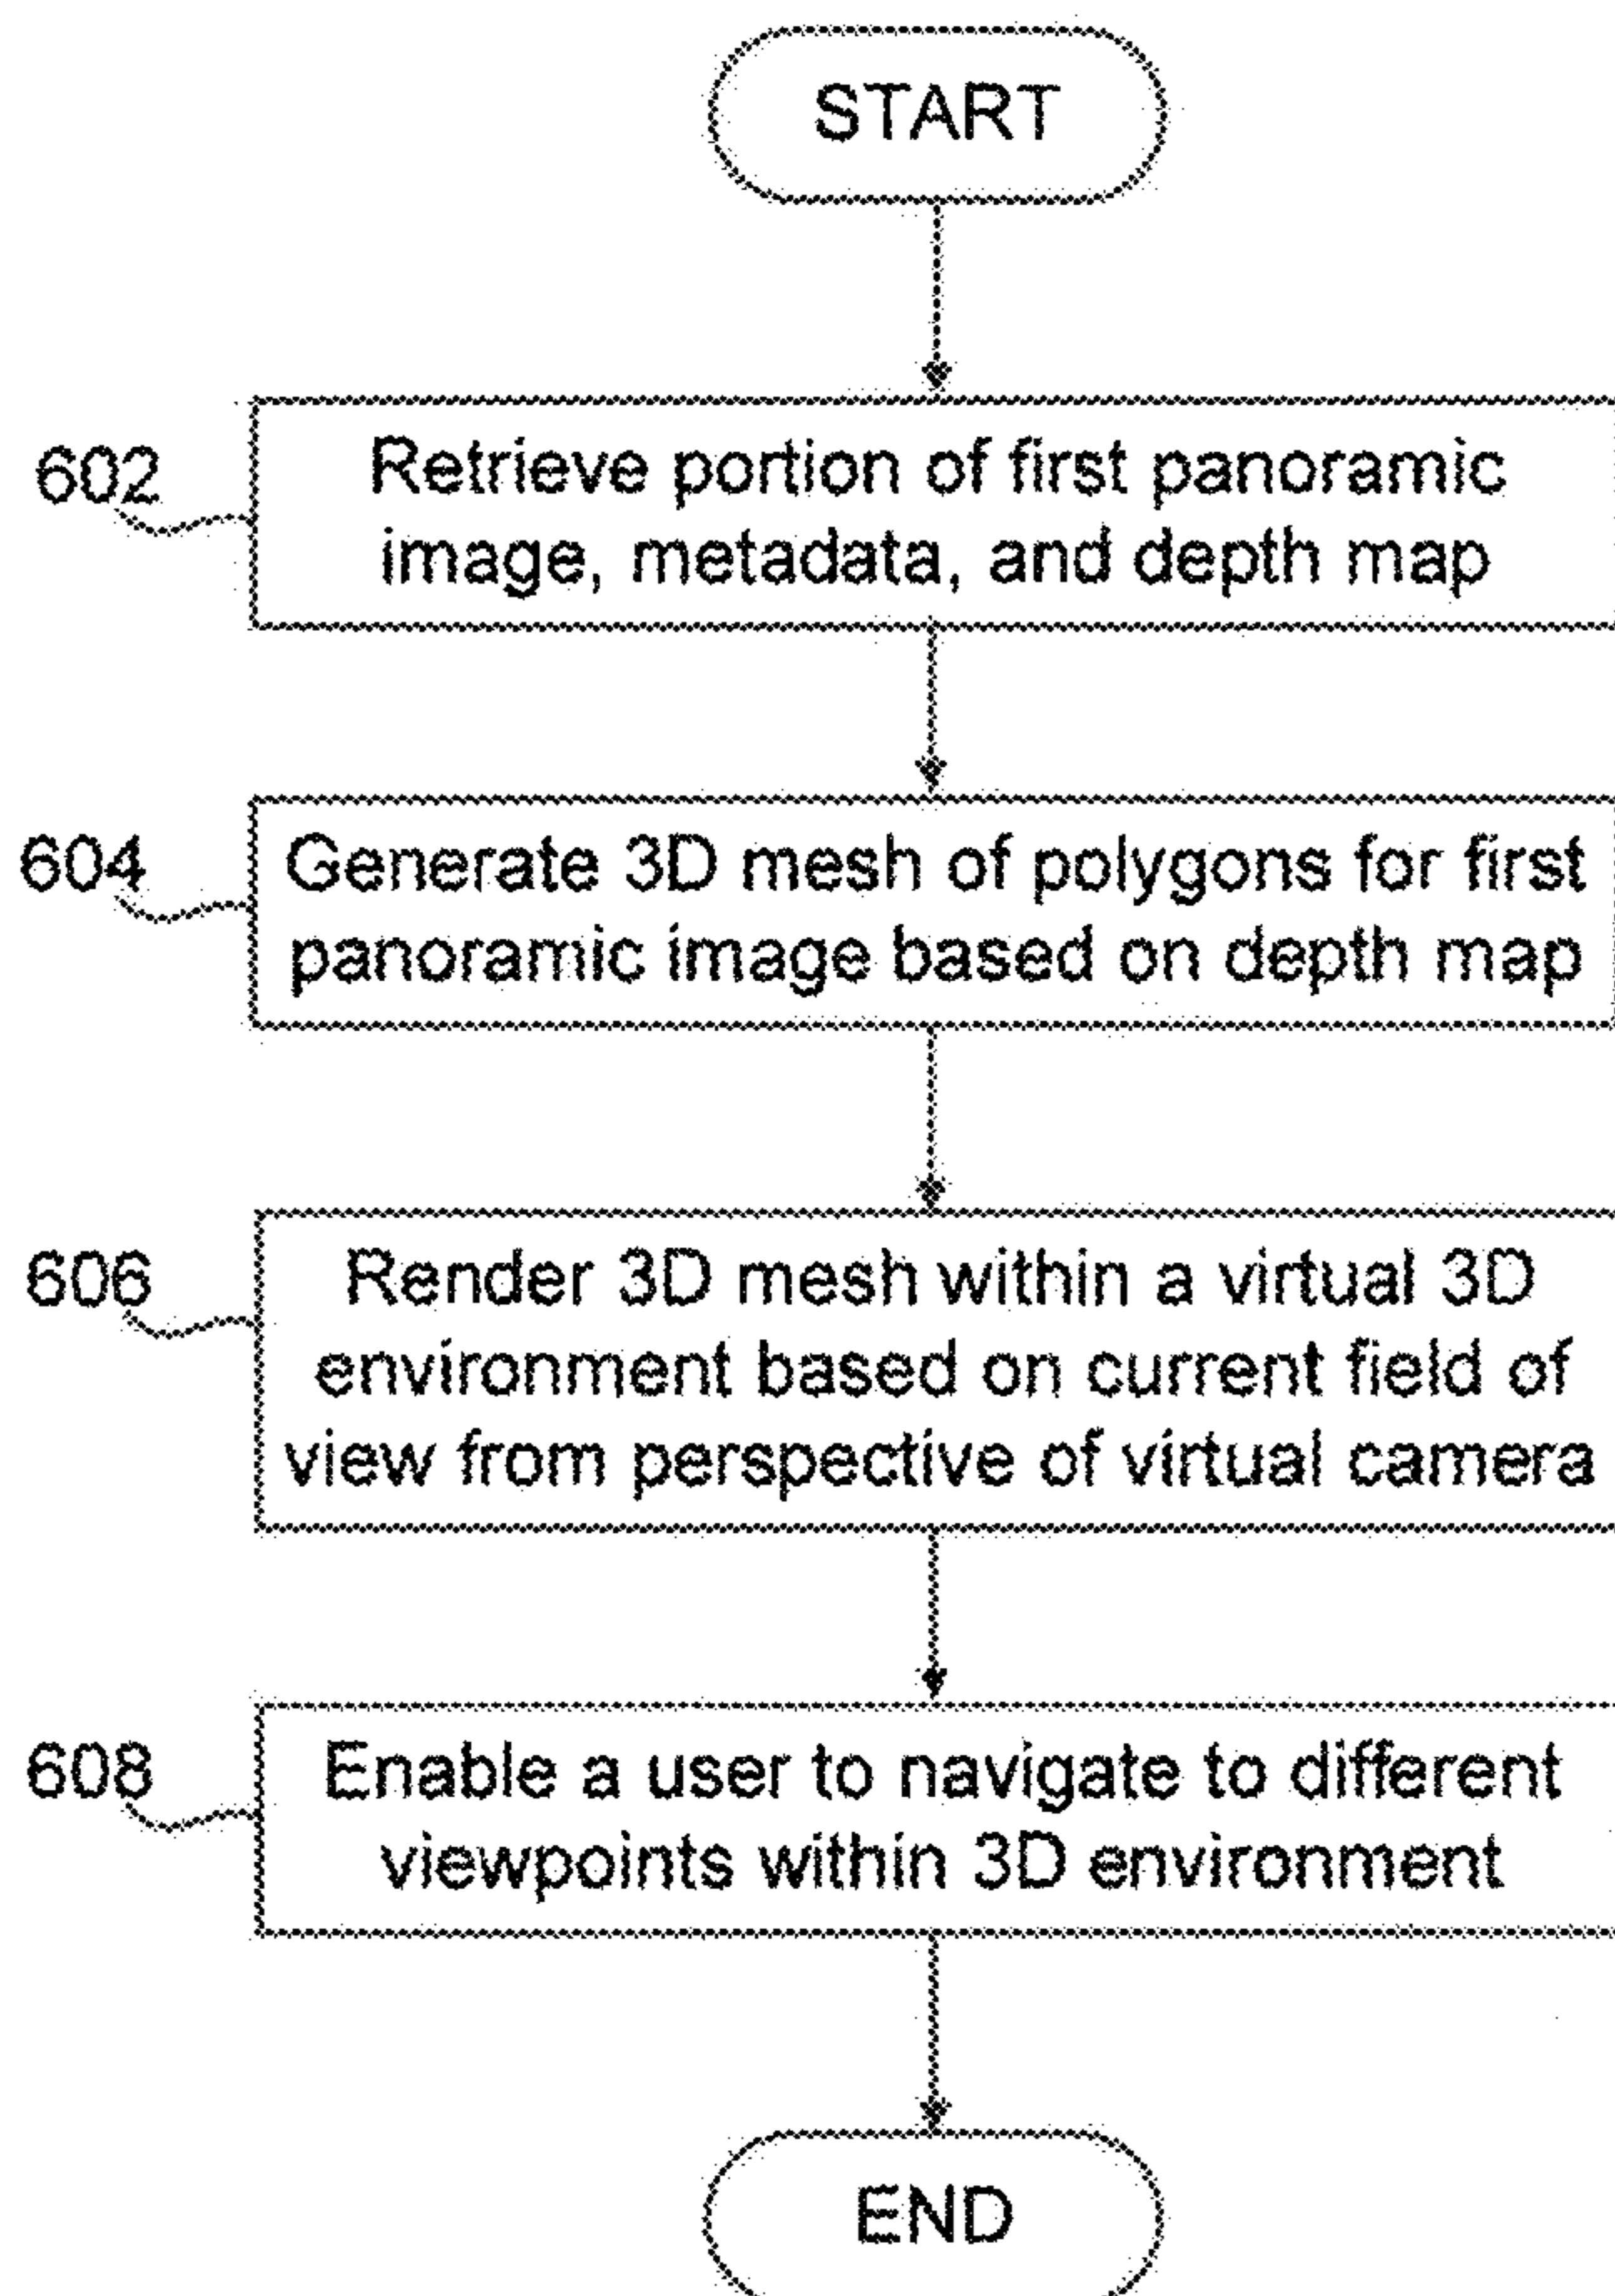 START
602
Retrieve portion of first panoramic
image, metadata, and depth map
604
Generate 3D mesh of polygons for first
panoramic image based on depth map
606
Render 3D mesh within a virtual 3D
environment based on current field of
view from perspective of virtual camera
608
Enable a user to navigate to different
viewpoints within 3D environment
END